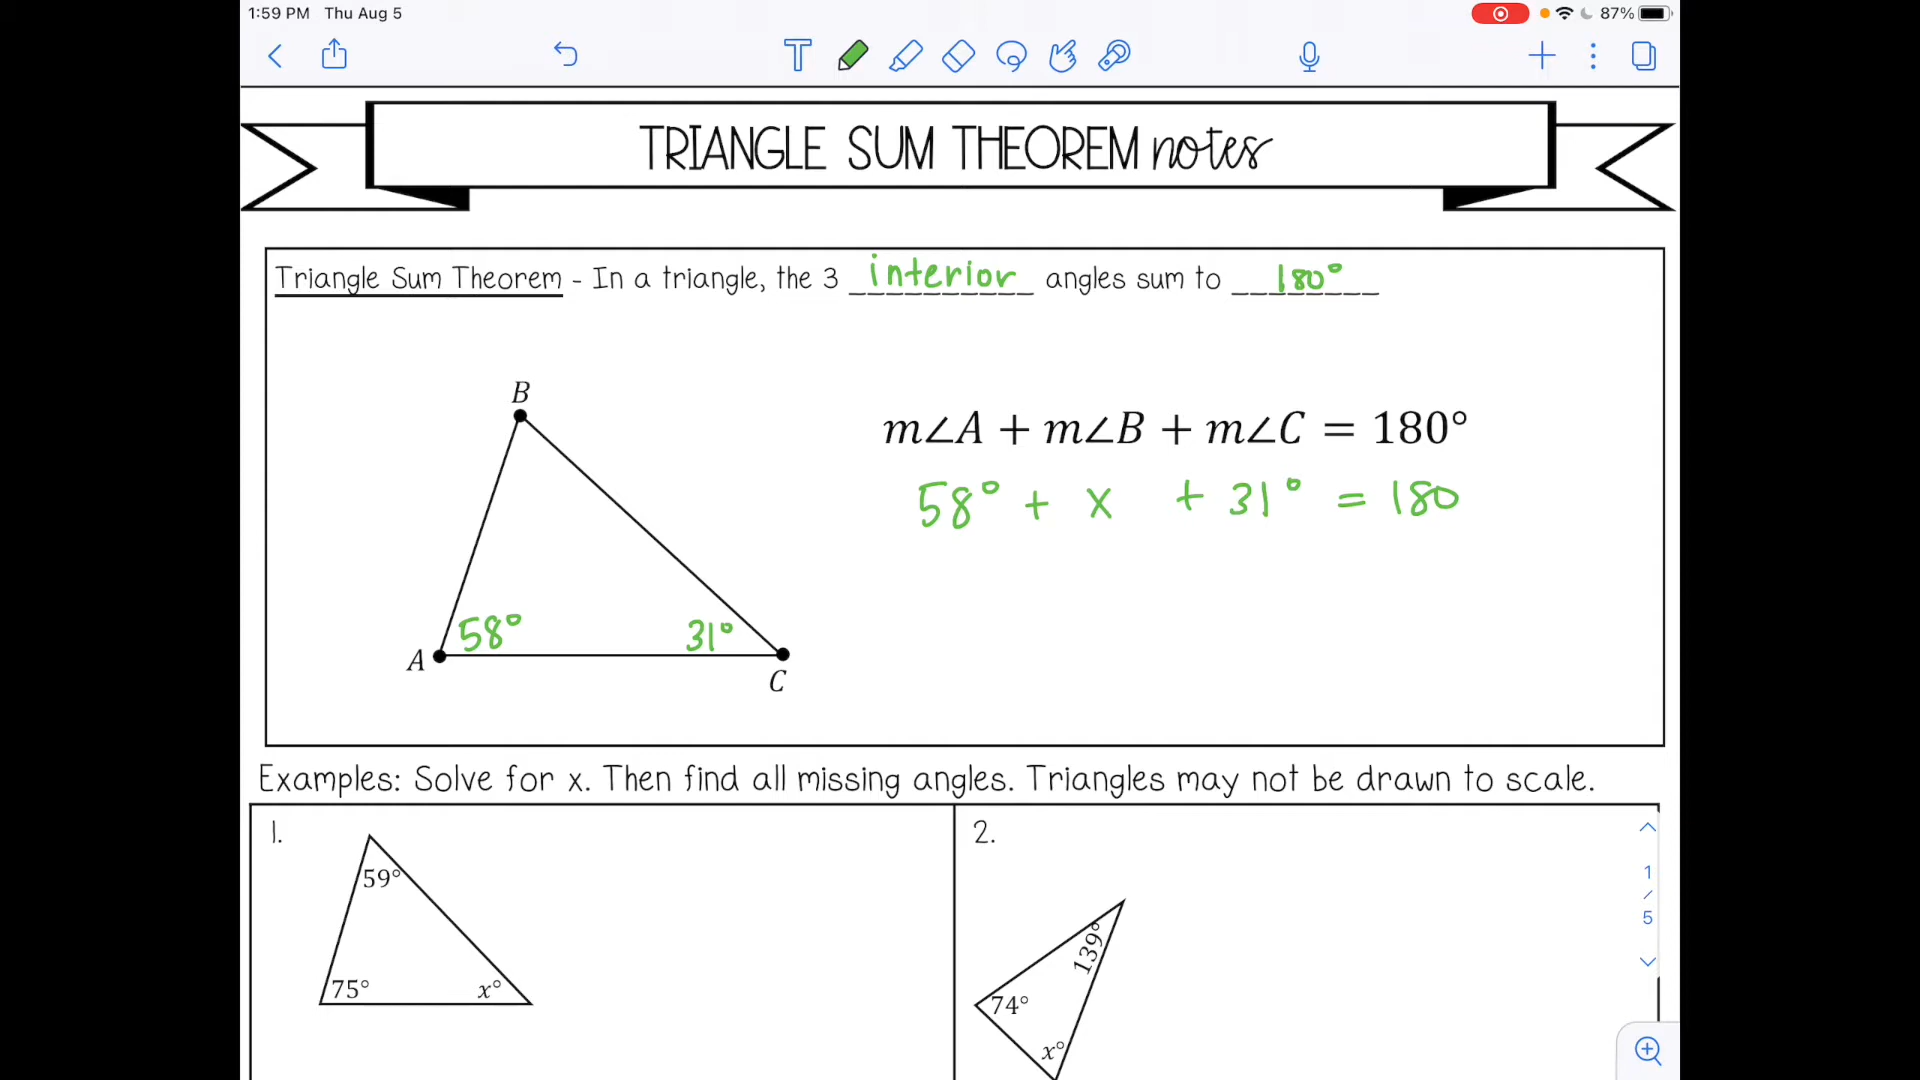 1:59 PM Thu Aug 5 87%
TRIANGLE SUM THEOREM notes
Triangle Sum Theorem - In a triangle, the 3 interior angles sum to 180°
B
m∠A + m∠B + m∠C = 180°
58° + x + 31° = 180
58° 31°
A
C
Examples: Solve for x. Then find all missing angles. Triangles may not be drawn to scale.
1.
59°
75° x°
2.
139°
74°
x°
1
/
5